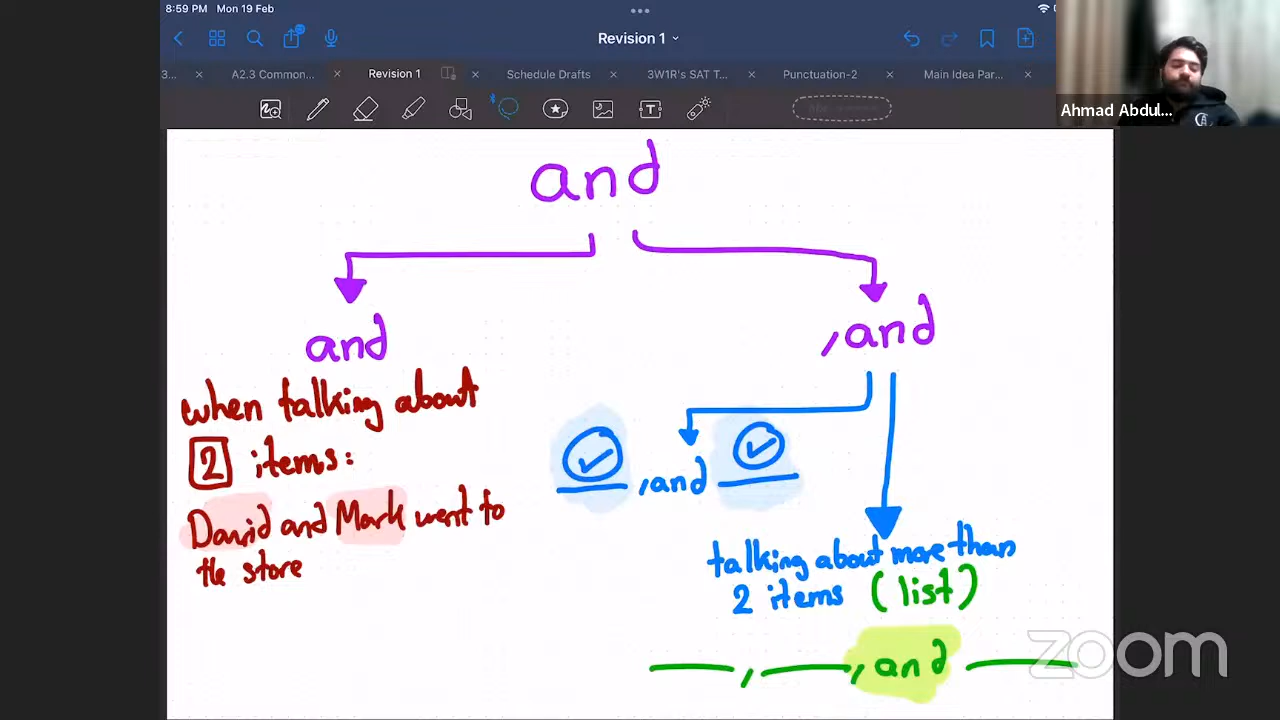 8:59 PM Mon 19 Feb
Revision 1
3... A2.3 Common... Revision 1 Schedule Drafts 3W1R's SAT T... Punctuation-2 Main Idea Par...
Ahmad Abdul...
and
and
, and
when talking about
2 items:
David and Mark went to
the store
, and
talking about more than
2 items (list)
, , and
zoom